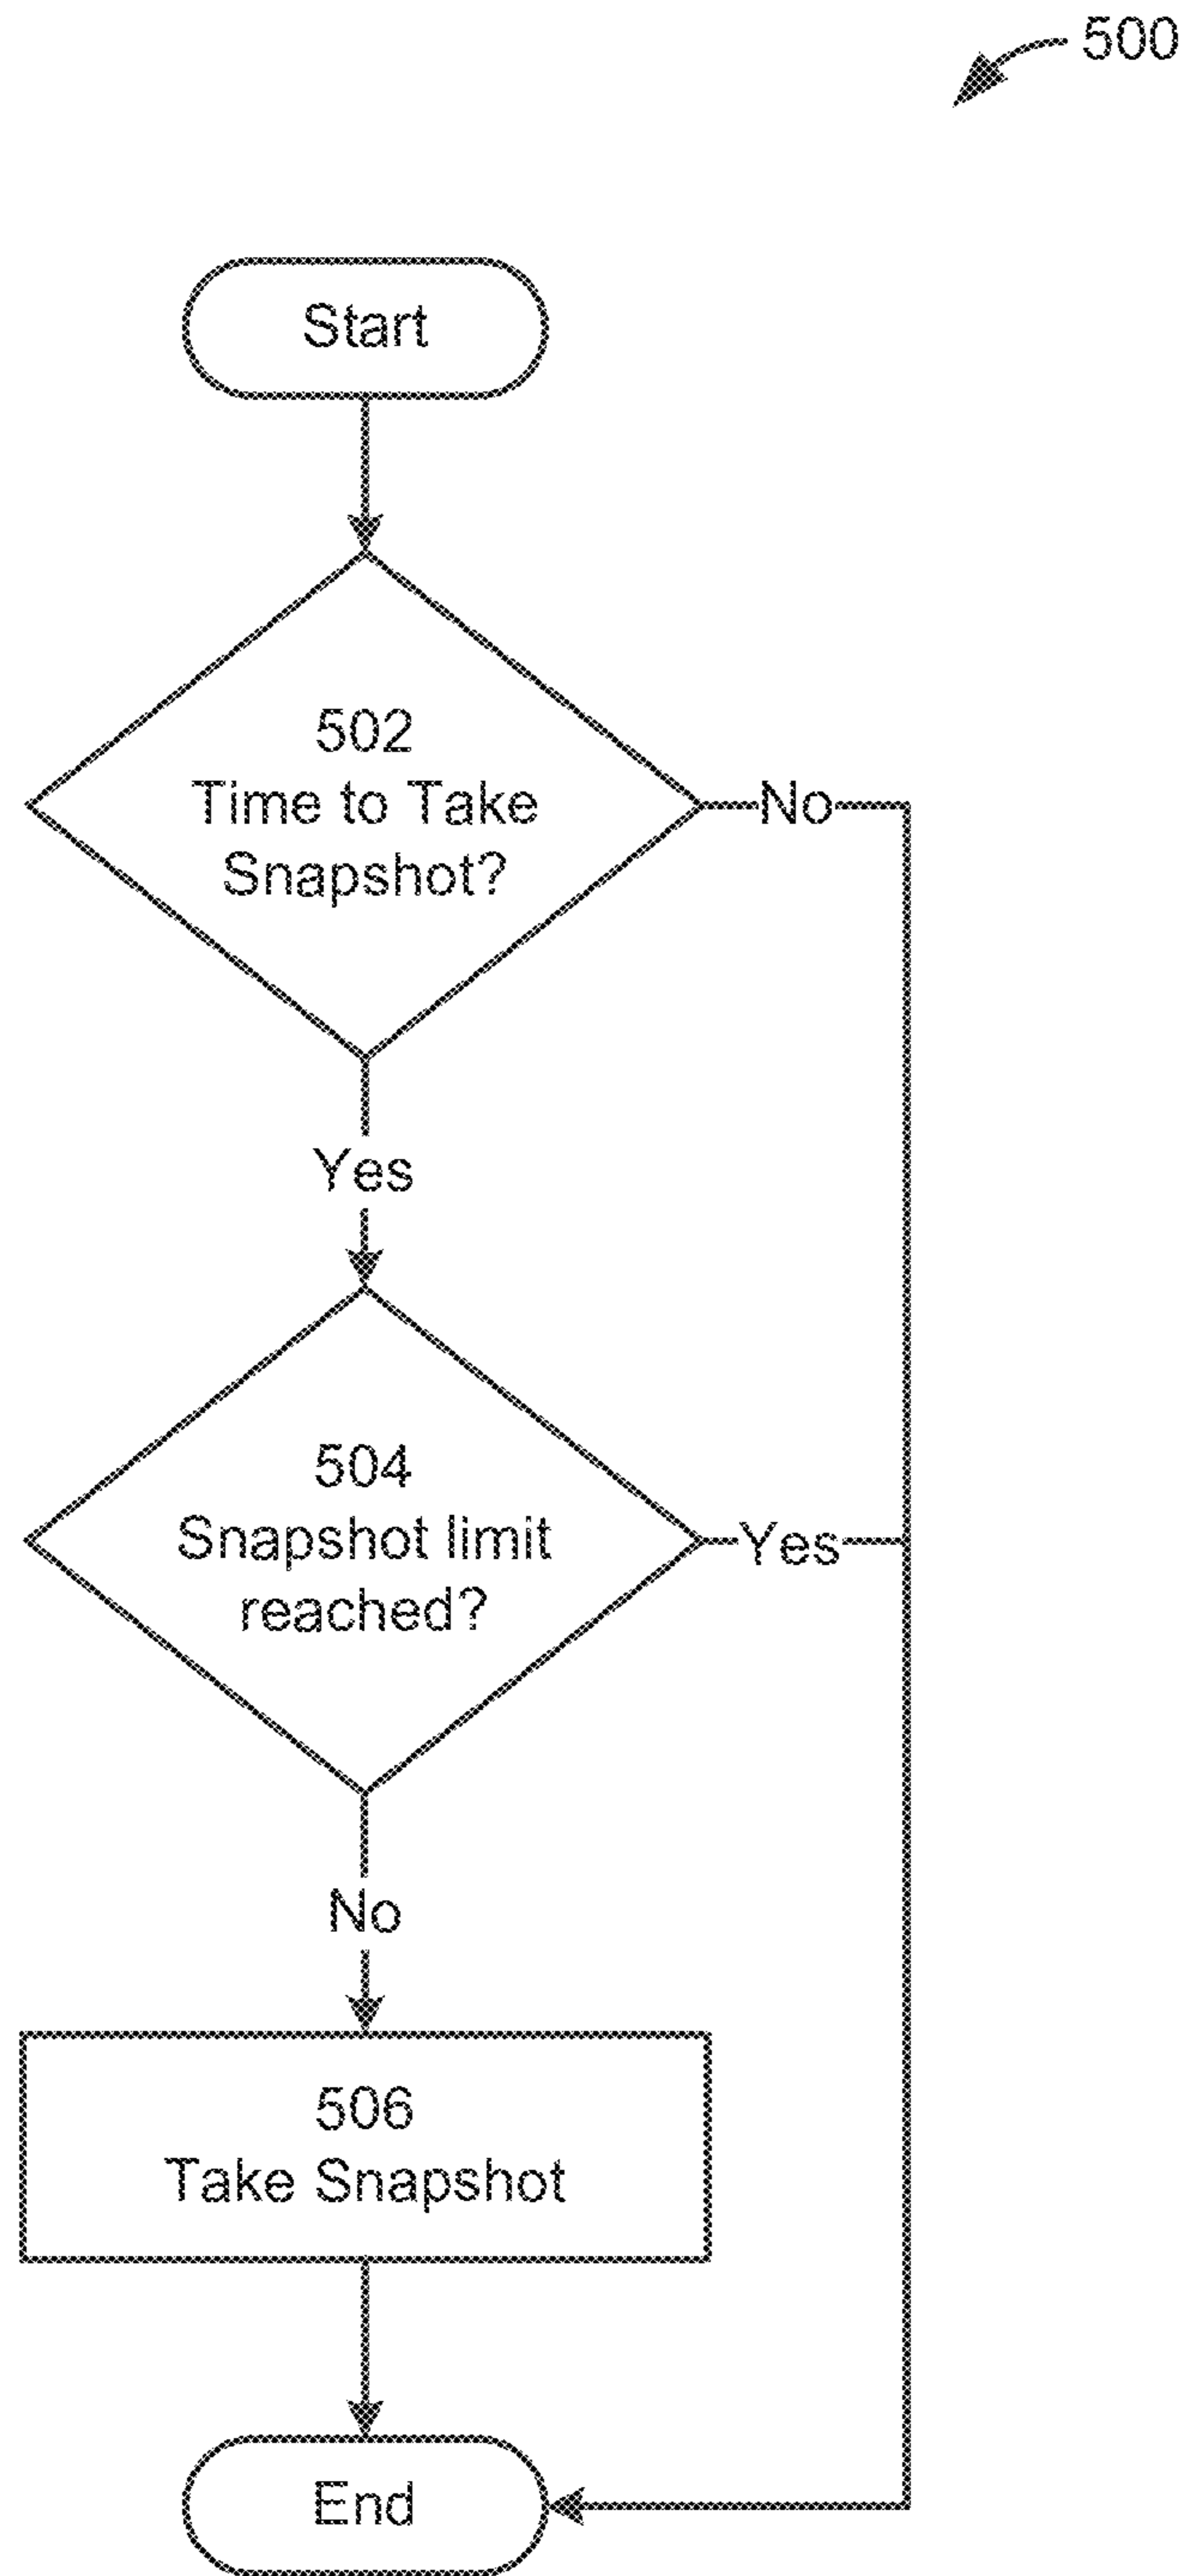 500
Start
502
Time to Take
Snapshot?
No
Yes
504
Snapshot limit
reached?
Yes
No
506
Take Snapshot
End